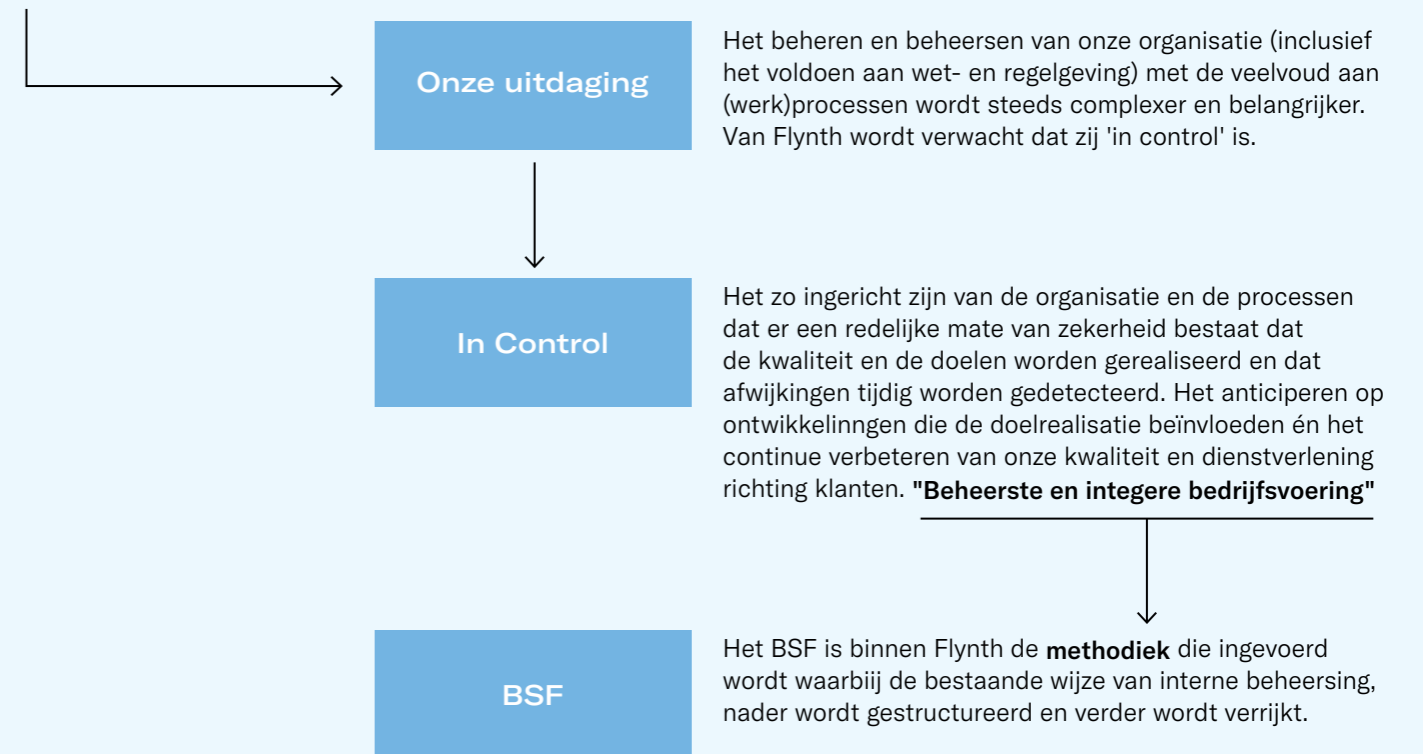 Onze uitdaging
Het beheren en beheersen van onze organisatie (inclusief
het voldoen aan wet- en regelgeving) met de veelvoud aan
(werk)processen wordt steeds complexer en belangrijker.
Van Flynth wordt verwacht dat zij 'in control' is.
In Control
Het zo ingericht zijn van de organisatie en de processen
dat er een redelijke mate van zekerheid bestaat dat
de kwaliteit en de doelen worden gerealiseerd en dat
afwijkingen tijdig worden gedetecteerd. Het anticiperen op
ontwikkelinngen die de doelrealisatie beïnvloeden én het
continue verbeteren van onze kwaliteit en dienstverlening
richting klanten. "Beheerste en integere bedrijfsvoering"
BSF
Het BSF is binnen Flynth de methodiek die ingevoerd
wordt waarbiij de bestaande wijze van interne beheersing,
nader wordt gestructureerd en verder wordt verrijkt.